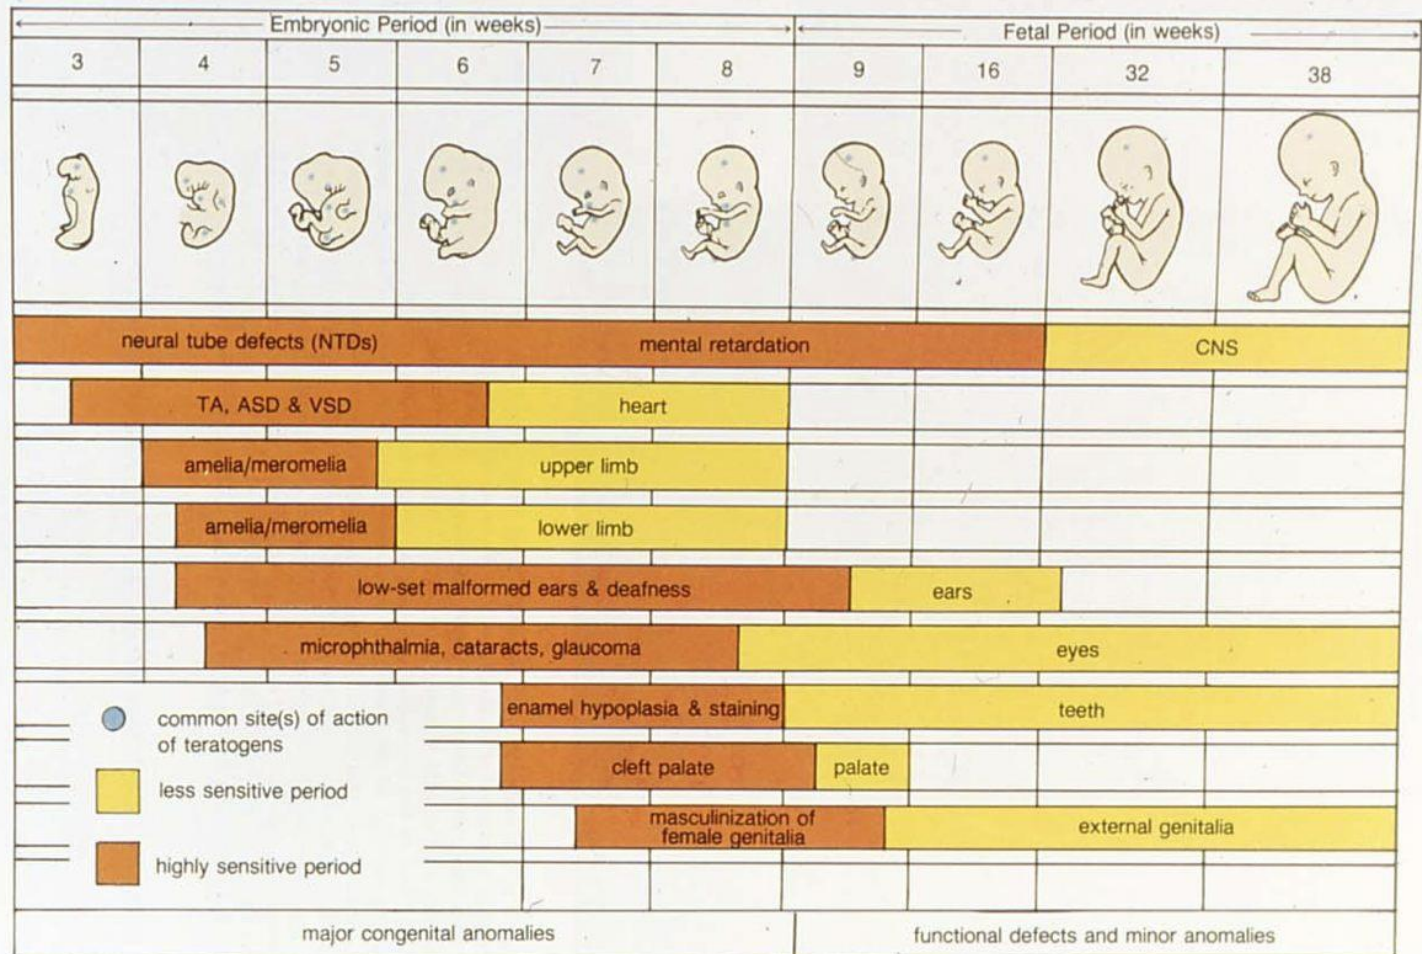 Embryonic Period (in weeks)
Fetal Period (in weeks)
3 4 5 6 7 8 9 16 32 38
neural tube defects (NTDs) mental retardation CNS
TA, ASD & VSD heart
amelia/meromelia upper limb
amelia/meromelia lower limb
low-set malformed ears & deafness ears
microphthalmia, cataracts, glaucoma eyes
enamel hypoplasia & staining teeth
cleft palate palate
masculinization of
female genitalia
external genitalia
common site(s) of action
of teratogens
less sensitive period
highly sensitive period
major congenital anomalies functional defects and minor anomalies